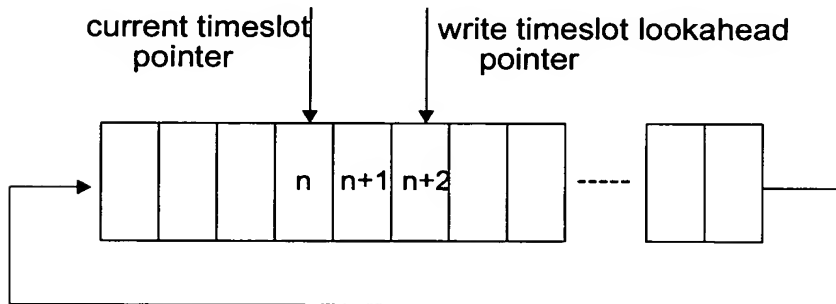 current timeslot
pointer
write timeslot lookahead
pointer
n
n+1
n+2